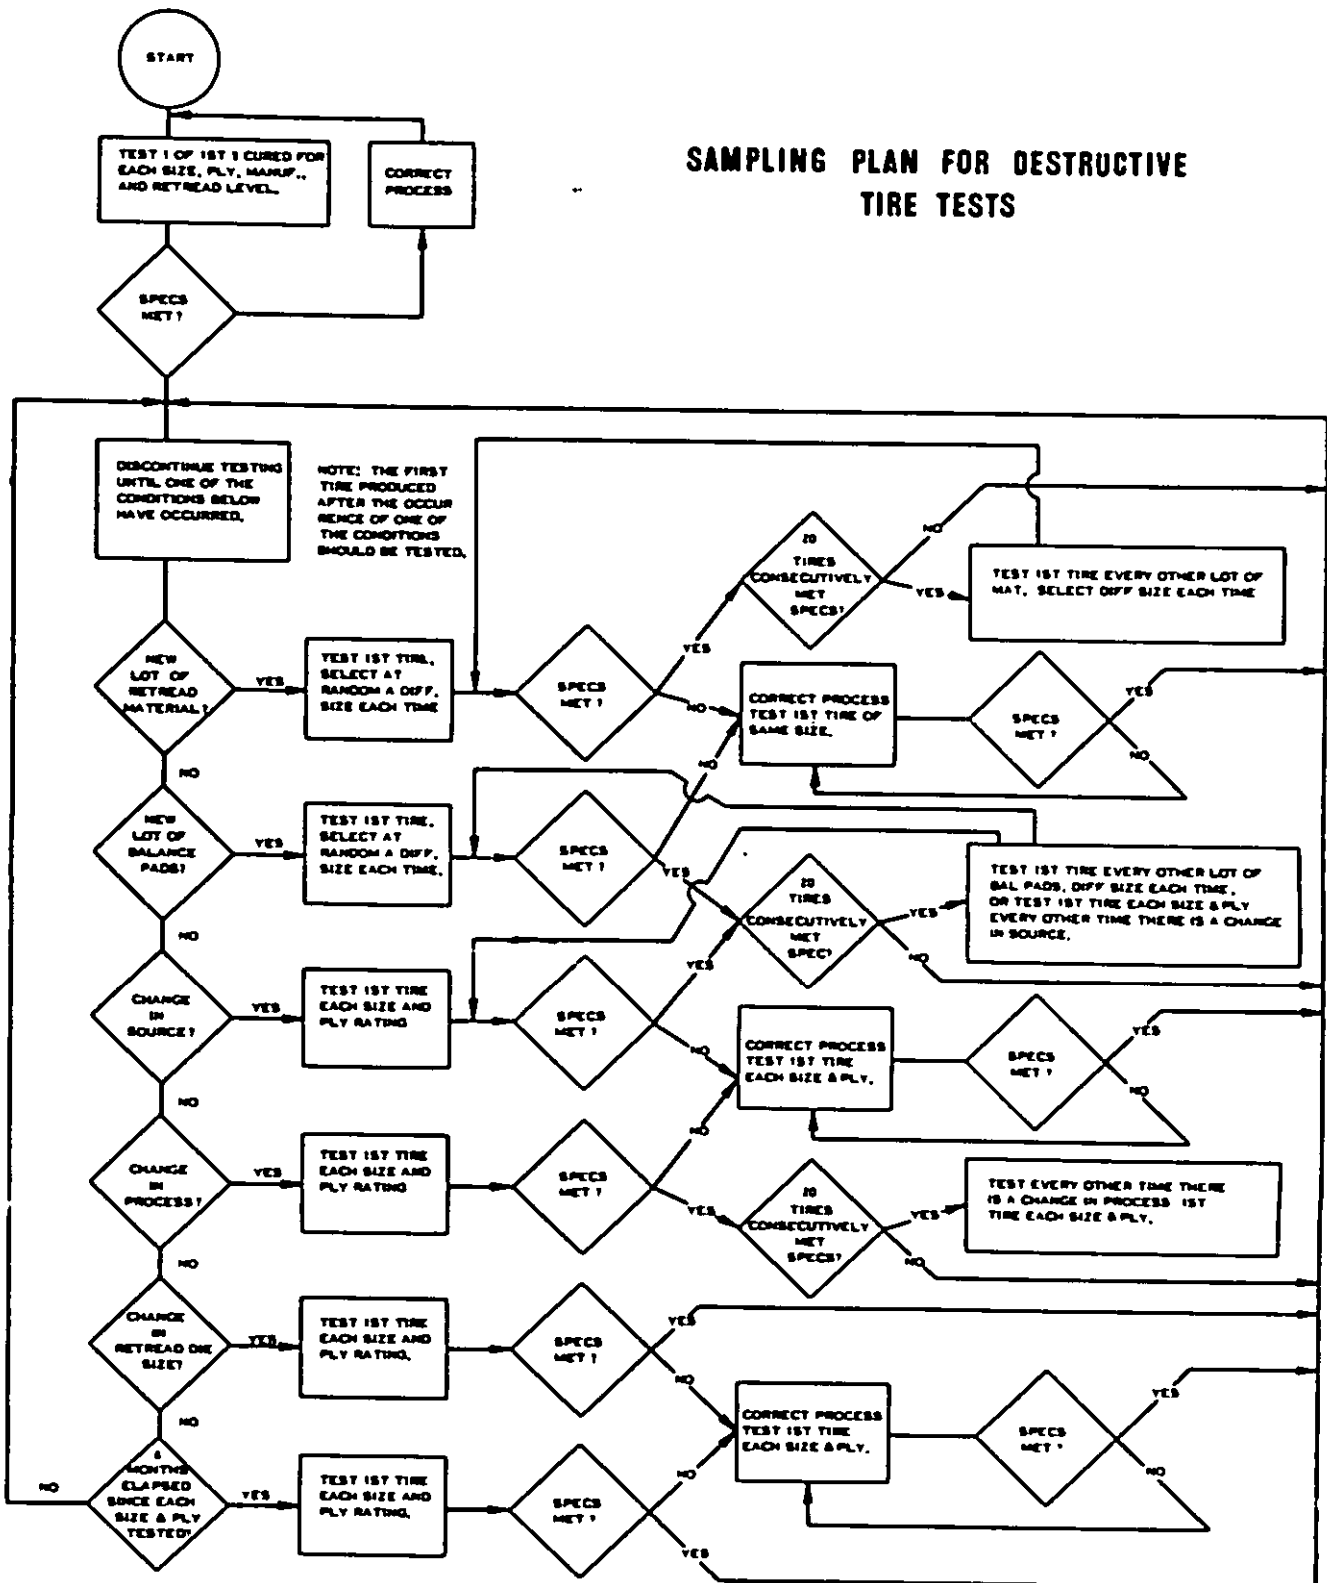 START
TEST 1 OF 1ST 1 CURED FOR
EACH SIZE, PLY, MANUF.,
AND RETREAD LEVEL.
CORRECT
PROCESS
SAMPLING PLAN FOR DESTRUCTIVE
TIRE TESTS
SPECS
MET?
DISCONTINUE TESTING
UNTIL ONE OF THE
CONDITIONS BELOW
HAVE OCCURRED.
NOTE: THE FIRST
TIRE PRODUCED
AFTER THE OCCUR
RENCE OF ONE OF
THE CONDITIONS
SHOULD BE TESTED.
NEW
LOT OF
RETREAD
MATERIAL?
YES
TEST 1ST TIRE.
SELECT AT
RANDOM A DIFF.
SIZE EACH TIME
SPECS
MET?
YES
NO
20
TIRES
CONSECUTIVELY
MET
SPECS?
NO
YES
TEST 1ST TIRE EVERY OTHER LOT OF
MAT. SELECT DIFF SIZE EACH TIME
CORRECT PROCESS
TEST 1ST TIRE OF
SAME SIZE.
SPECS
MET?
YES
NO
NO
NEW
LOT OF
BALANCE
PADS?
YES
TEST 1ST TIRE.
SELECT AT
RANDOM A DIFF.
SIZE EACH TIME.
SPECS
MET?
NO
YES
20
TIRES
CONSECUTIVELY
MET
SPEC?
YES
NO
TEST 1ST TIRE EVERY OTHER LOT OF
BAL PADS. DIFF SIZE EACH TIME.
OR TEST 1ST TIRE EACH SIZE & PLY
EVERY OTHER TIME THERE IS A CHANGE
IN SOURCE.
NO
CHANGE
IN
SOURCE?
YES
TEST 1ST TIRE
EACH SIZE AND
PLY RATING
SPECS
MET?
YES
NO
CORRECT PROCESS
TEST 1ST TIRE
EACH SIZE & PLY.
SPECS
MET?
YES
NO
NO
CHANGE
IN
PROCESS?
YES
TEST 1ST TIRE
EACH SIZE AND
PLY RATING
SPECS
MET?
NO
YES
20
TIRES
CONSECUTIVELY
MET
SPECS?
YES
NO
TEST EVERY OTHER TIME THERE
IS A CHANGE IN PROCESS 1ST
TIRE EACH SIZE & PLY.
NO
CHANGE
IN
RETREAD DIE
SIZE?
YES
TEST 1ST TIRE
EACH SIZE AND
PLY RATING.
SPECS
MET?
YES
NO
CORRECT PROCESS
TEST 1ST TIRE
EACH SIZE & PLY.
SPECS
MET?
YES
NO
NO
NO
MONTHS
ELAPSED
SINCE EACH
SIZE & PLY
TESTED?
YES
TEST 1ST TIRE
EACH SIZE AND
PLY RATING.
SPECS
MET?
NO
YES